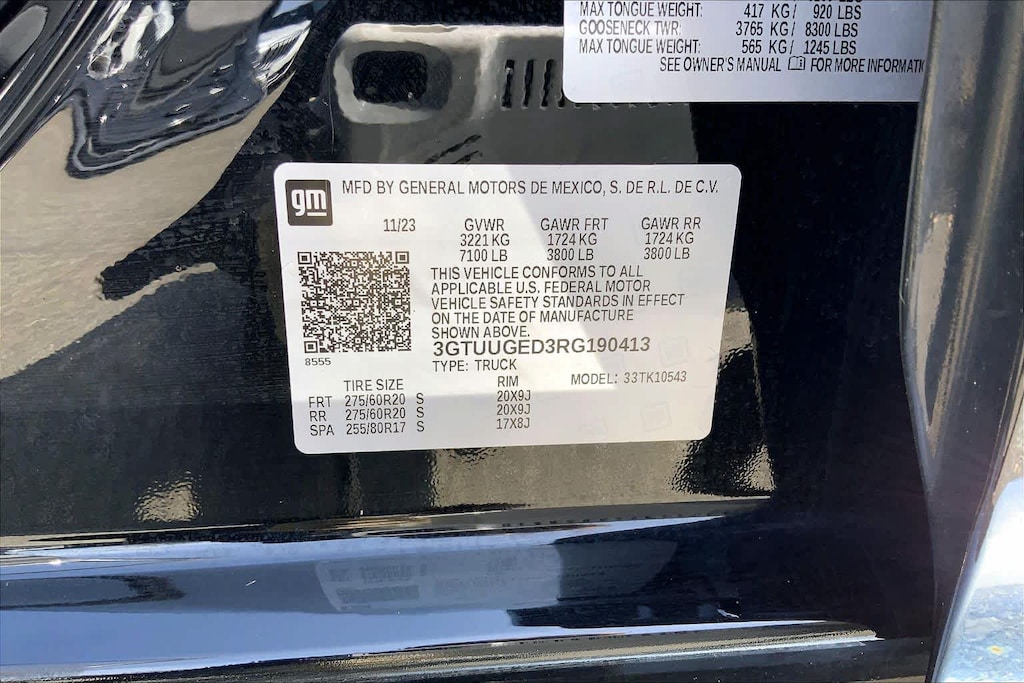 MAX TONGUE WEIGHT: 417 KG/ 920 LBS
GOOSENECK TWR: 3765 KG/ 8300 LBS
MAX TONGUE WEIGHT: 565 KG/ 1245 LBS
SEE OWNER'S MANUAL FOR MORE INFORMATI
gm MFD BY GENERAL MOTORS DE MEXICO, S. DE R.L. DE C.V.
11/23 GVWR GAWR FRT GAWR RR
3221 KG 1724 KG 1724 KG
7100 LB 3800 LB 3800 LB
THIS VEHICLE CONFORMS TO ALL
APPLICABLE U.S. FEDERAL MOTOR
VEHICLE SAFETY STANDARDS IN EFFECT
ON THE DATE OF MANUFACTURE
SHOWN ABOVE.
8555
3GTUUGED3RG190413
TYPE: TRUCK MODEL: 33TK10543
TIRE SIZE RIM
FRT 275/60R20 S 20X9J
RR 275/60R20 S 20X9J
SPA 255/80R17 S 17X8J